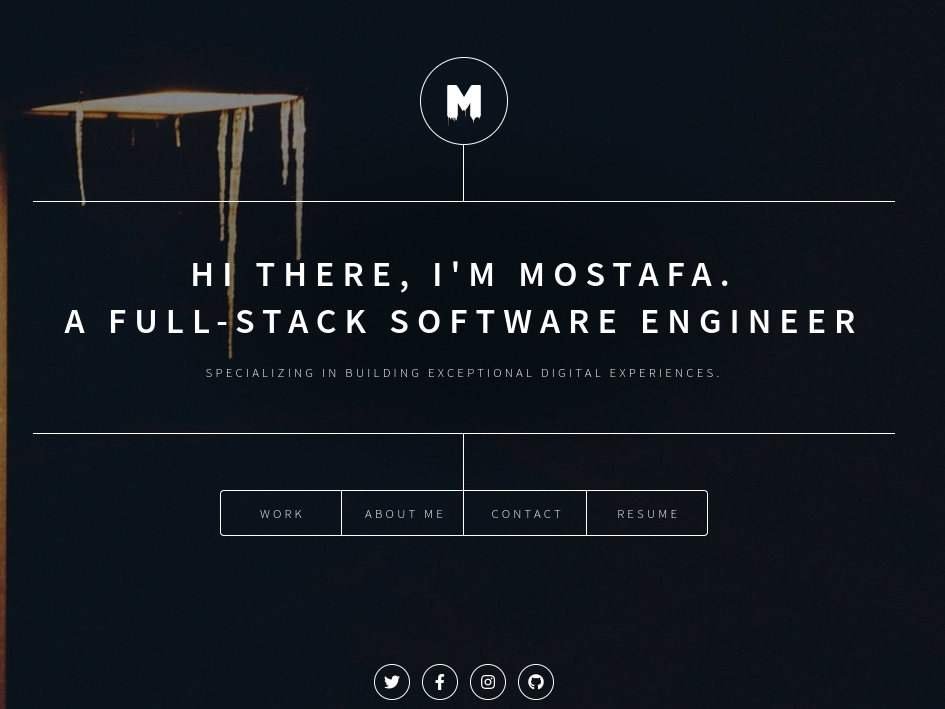 M
HI THERE, I'M MOSTAFA.
A FULL-STACK SOFTWARE ENGINEER
SPECIALIZING IN BUILDING EXCEPTIONAL DIGITAL EXPERIENCES.
WORK
ABOUT ME
CONTACT
RESUME